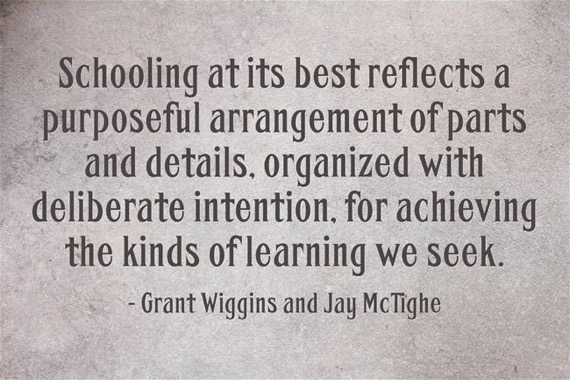 Schooling at its best reflects a
purposeful arrangement of parts
and details, organized with
deliberate intention, for achieving
the kinds of learning we seek.
- Grant Wiggins and Jay McTighe